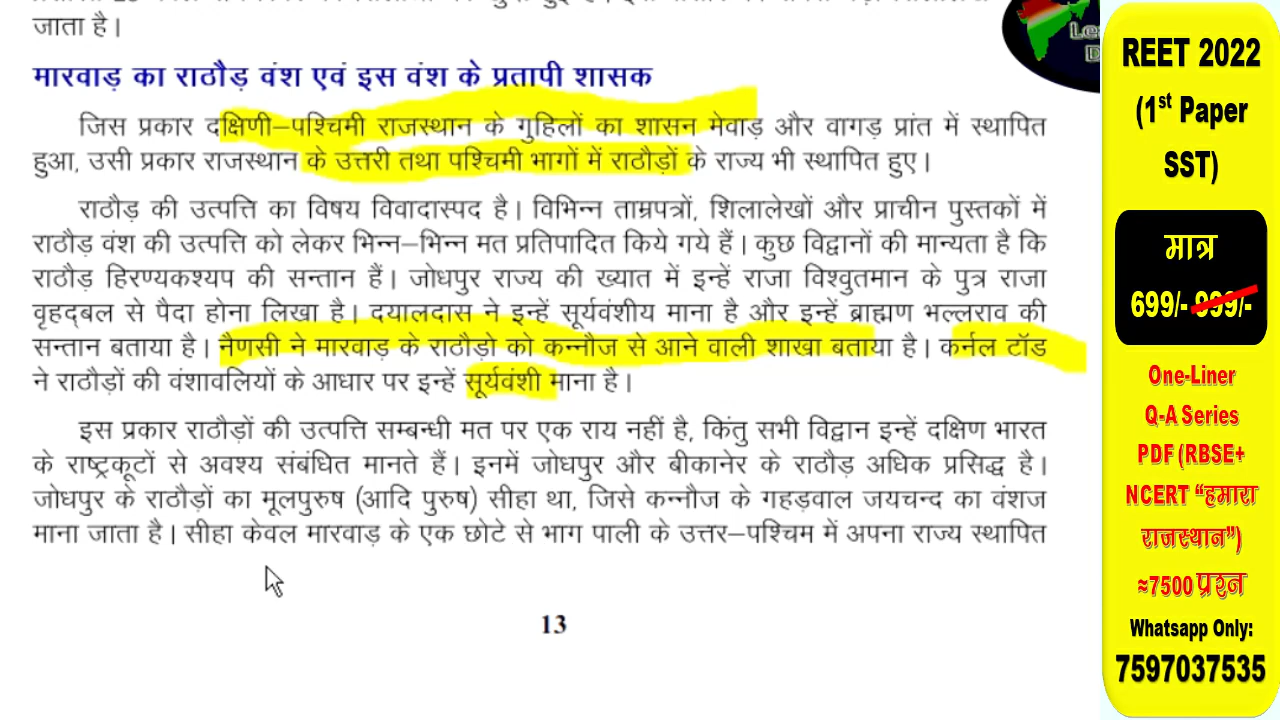 जाता है।
मारवाड़ का राठौड़ वंश एवं इस वंश के प्रतापी शासक
जिस प्रकार दक्षिणी–पश्चिमी राजस्थान के गुहिलों का शासन मेवाड़ और वागड़ प्रांत में स्थापित
हुआ, उसी प्रकार राजस्थान के उत्तरी तथा पश्चिमी भागों में राठौड़ों के राज्य भी स्थापित हुए।
राठौड़ की उत्पत्ति का विषय विवादास्पद है। विभिन्न ताम्रपत्रों, शिलालेखों और प्राचीन पुस्तकों में
राठौड़ वंश की उत्पत्ति को लेकर भिन्न–भिन्न मत प्रतिपादित किये गये हैं। कुछ विद्वानों की मान्यता है कि
राठौड़ हिरण्यकश्यप की सन्तान हैं। जोधपुर राज्य की ख्यात में इन्हें राजा विश्वुतमान के पुत्र राजा
वृहद्बल से पैदा होना लिखा है। दयालदास ने इन्हें सूर्यवंशीय माना है और इन्हें ब्राह्मण भल्लराव की
सन्तान बताया है। नैणसी ने मारवाड़ के राठौड़ो को कन्नौज से आने वाली शाखा बताया है। कर्नल टॉड
ने राठौड़ों की वंशावलियों के आधार पर इन्हें सूर्यवंशी माना है।
इस प्रकार राठौड़ों की उत्पत्ति सम्बन्धी मत पर एक राय नहीं है, किंतु सभी विद्वान इन्हें दक्षिण भारत
के राष्ट्रकूटों से अवश्य संबंधित मानते हैं। इनमें जोधपुर और बीकानेर के राठौड़ अधिक प्रसिद्ध है।
जोधपुर के राठौड़ों का मूलपुरुष (आदि पुरुष) सीहा था, जिसे कन्नौज के गहड़वाल जयचन्द का वंशज
माना जाता है। सीहा केवल मारवाड़ के एक छोटे से भाग पाली के उत्तर–पश्चिम में अपना राज्य स्थापित
13
REET 2022
(1st Paper
SST)
मात्र
699/- 999/-
One-Liner
Q-A Series
PDF (RBSE+
NCERT “हमारा
राजस्थान”)
≈7500 प्रश्न
Whatsapp Only:
7597037535